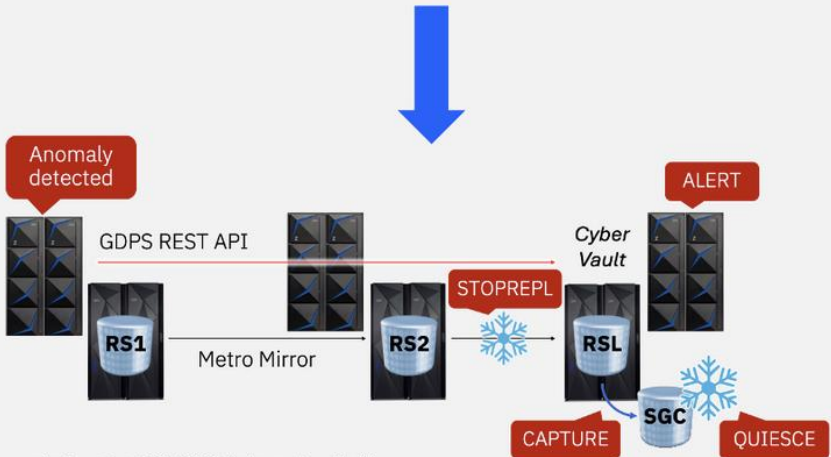 Anomaly
detected
ALERT
GDPS REST API
Cyber
Vault
STOPREPL
RS1
RS2
RSL
Metro Mirror
SGC
CAPTURE
QUIESCE